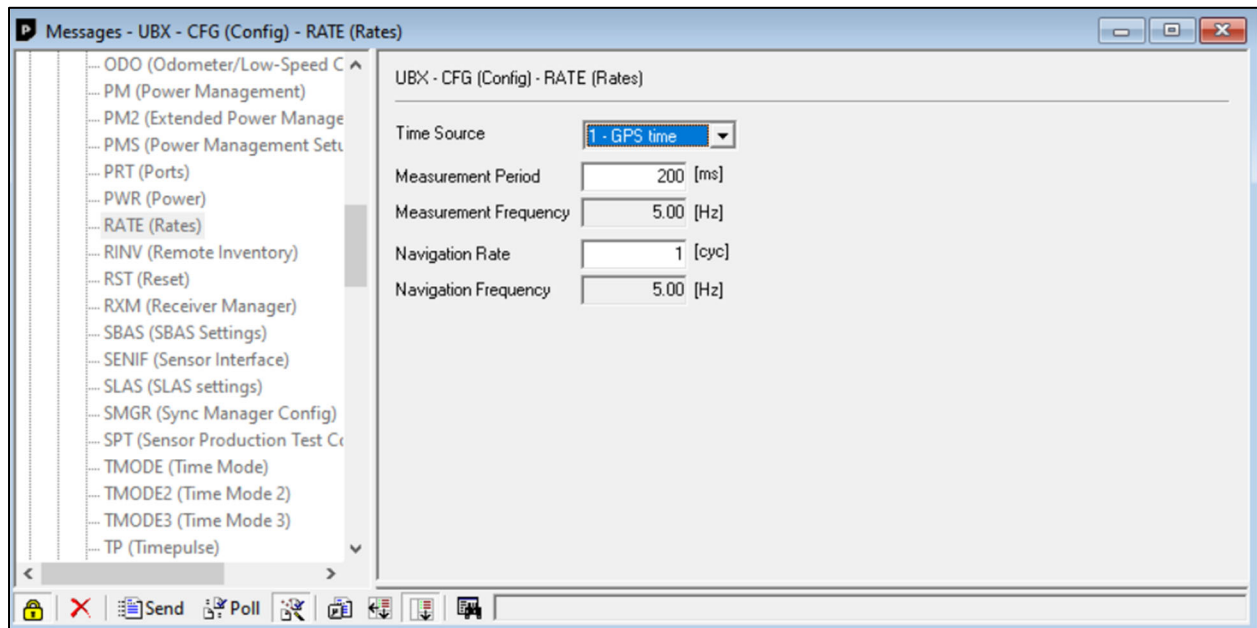 Messages - UBX - CFG (Config) - RATE (Rates)
ODO (Odometer/Low-Speed C
PM (Power Management)
PM2 (Extended Power Manage
PMS (Power Management Setu
PRT (Ports)
PWR (Power)
RATE (Rates)
RINV (Remote Inventory)
RST (Reset)
RXM (Receiver Manager)
SBAS (SBAS Settings)
SENIF (Sensor Interface)
SLAS (SLAS settings)
SMGR (Sync Manager Config)
SPT (Sensor Production Test Co
TMODE (Time Mode)
TMODE2 (Time Mode 2)
TMODE3 (Time Mode 3)
TP (Timepulse)
UBX - CFG (Config) - RATE (Rates)
Time Source 1 - GPS time
Measurement Period 200 [ms]
Measurement Frequency 5.00 [Hz]
Navigation Rate 1 [cyc]
Navigation Frequency 5.00 [Hz]
Send Poll